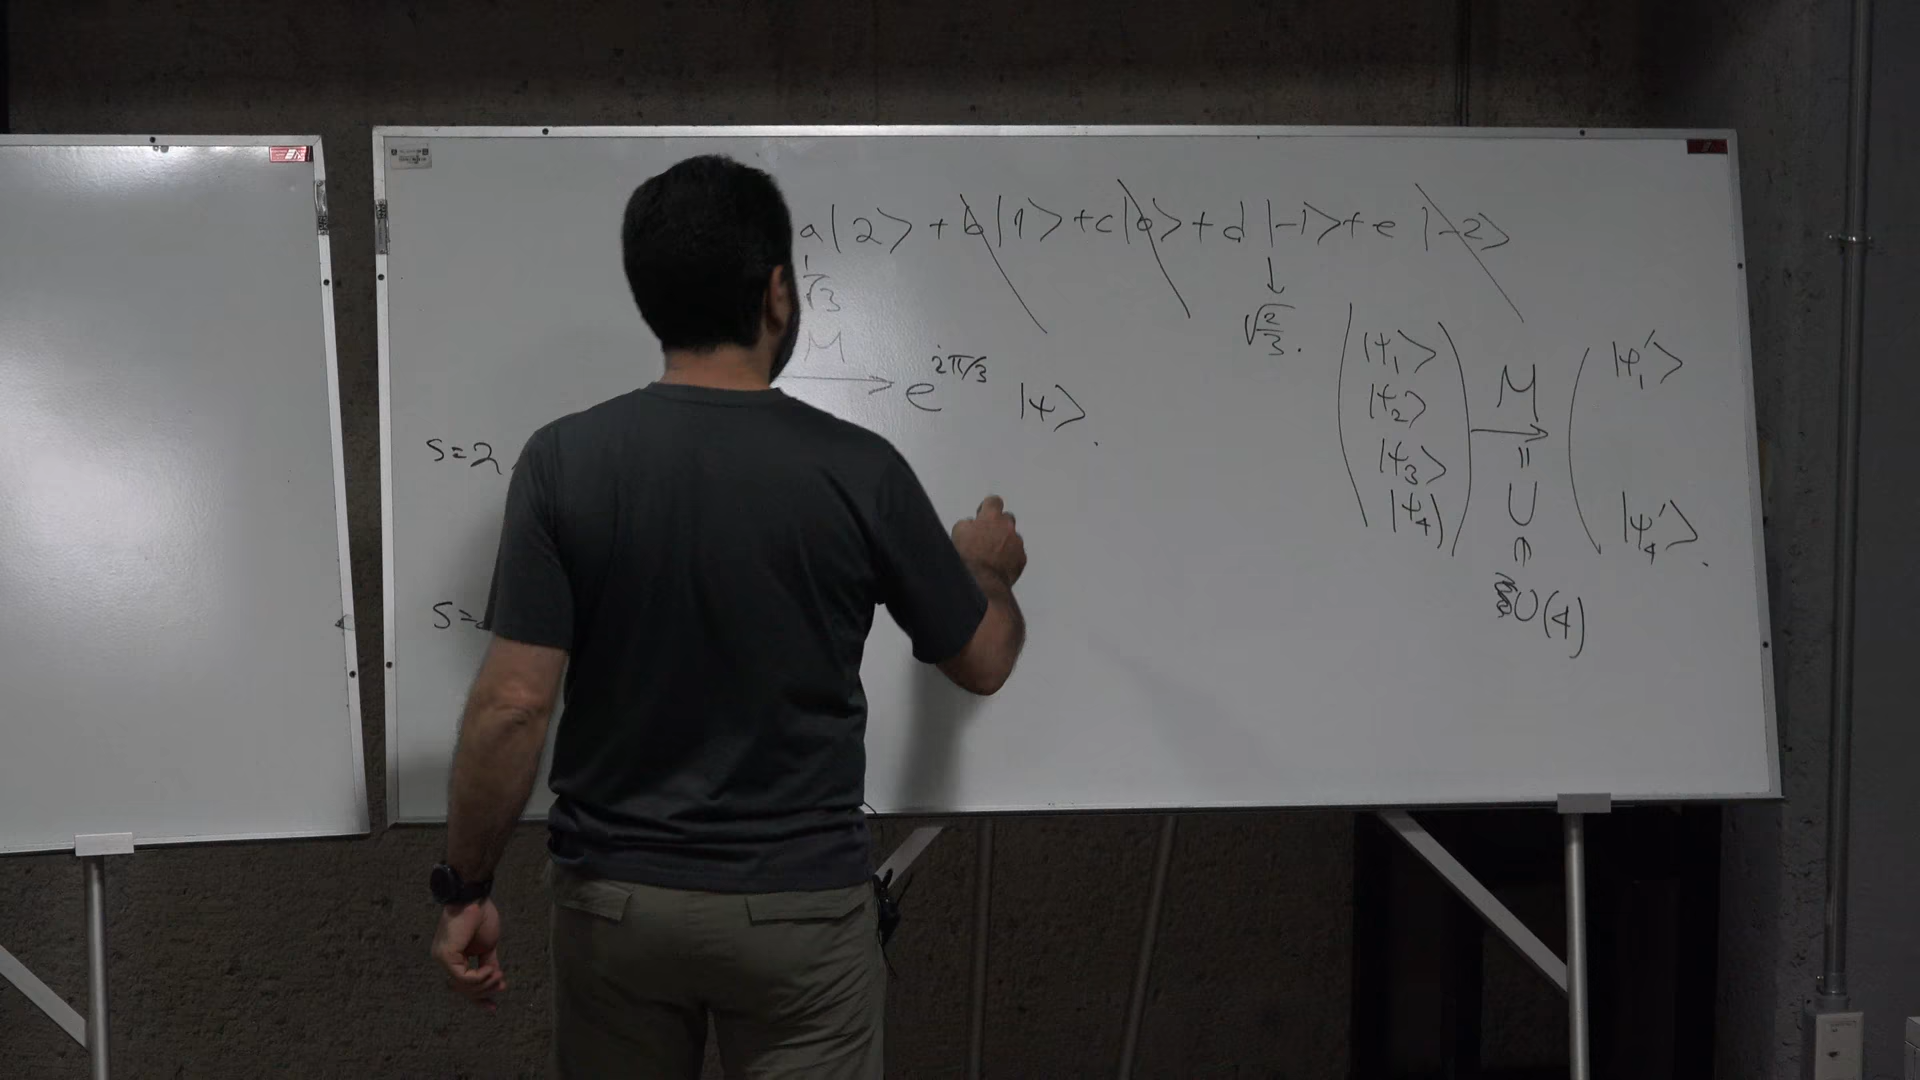 a|2> + b|1> + c|0> + d|-1> + e|-2>
1/√3
√2/3.
M
e^i2π/3 |ψ>.
s=2
s=
|ψ1>
|ψ2>
|ψ3>
|ψ4>
M
=
U
∈
U(4)
|ψ1'>
|ψ4'>.